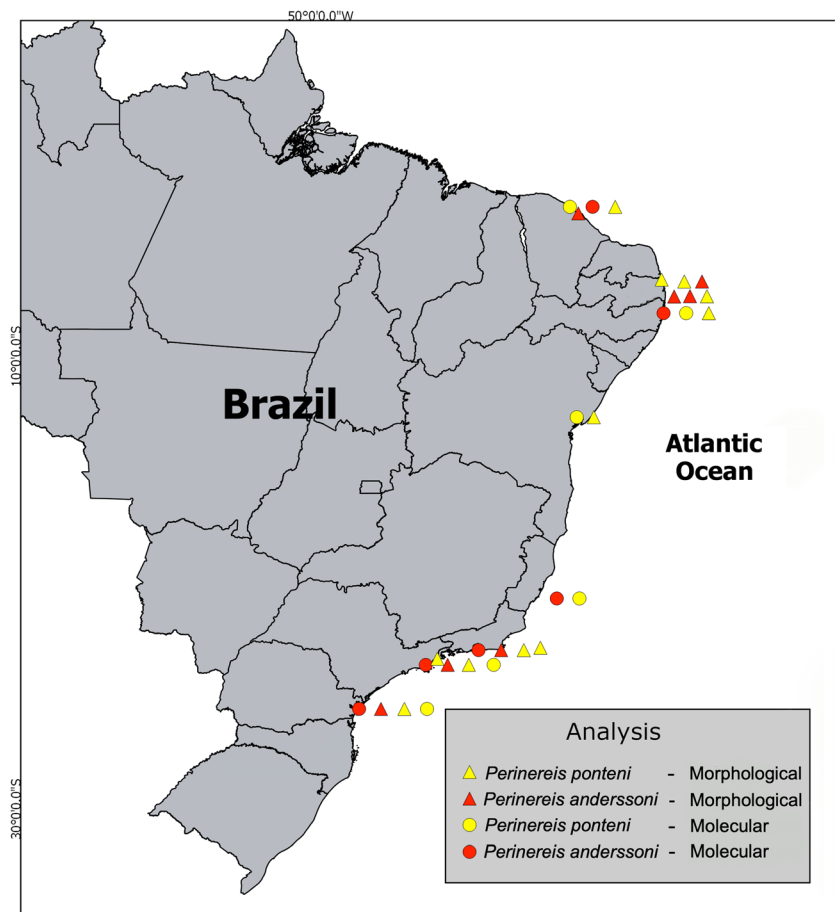 50°0'0.0"W
10°0'0.0"S
Brazil
Atlantic
Ocean
30°0'0.0"S
Analysis
Perinereis ponteni - Morphological
Perinereis anderssoni - Morphological
Perinereis ponteni - Molecular
Perinereis anderssoni - Molecular